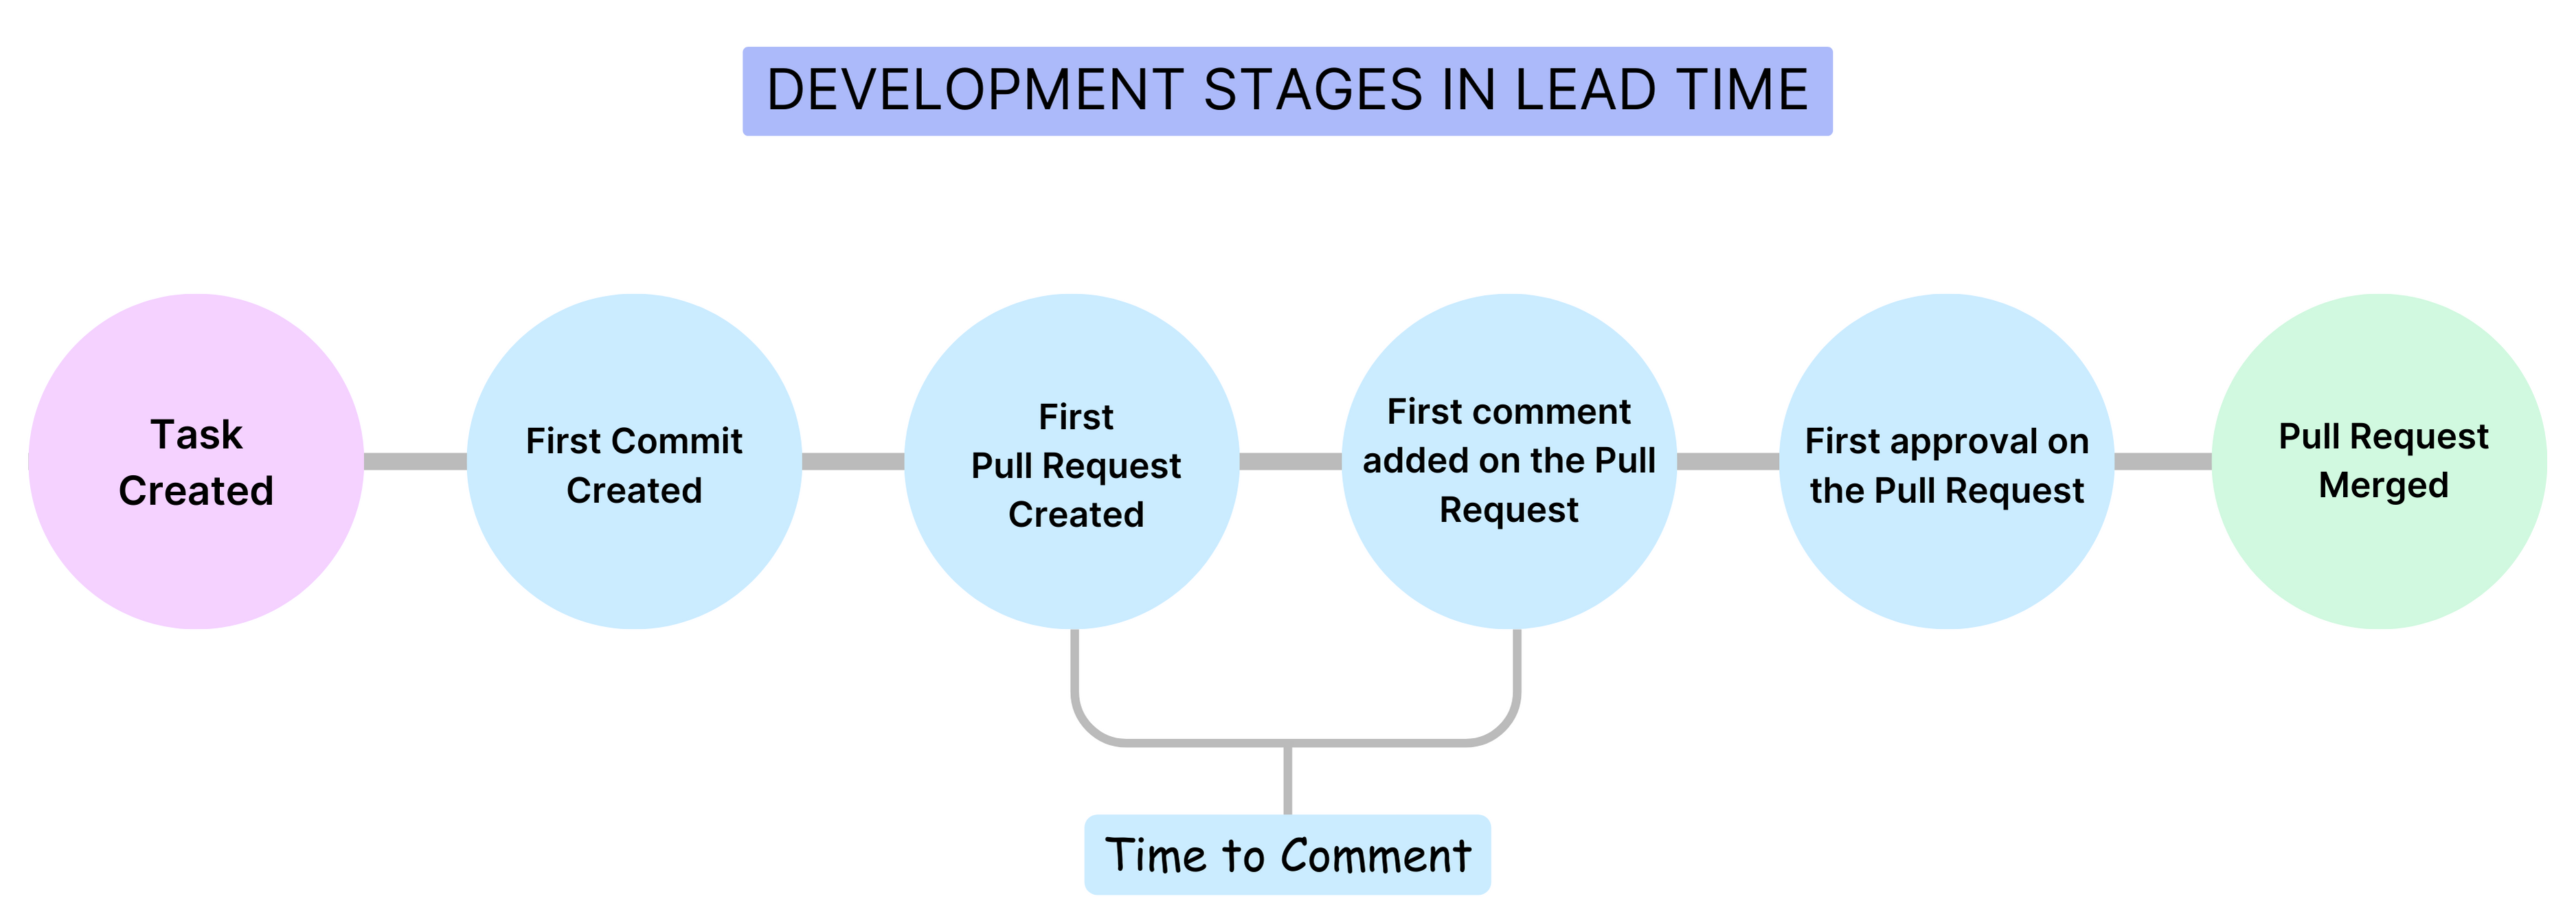 DEVELOPMENT STAGES IN LEAD TIME
Task
Created
First Commit
Created
First
Pull Request
Created
First comment
added on the Pull
Request
First approval on
the Pull Request
Pull Request
Merged
Time to Comment